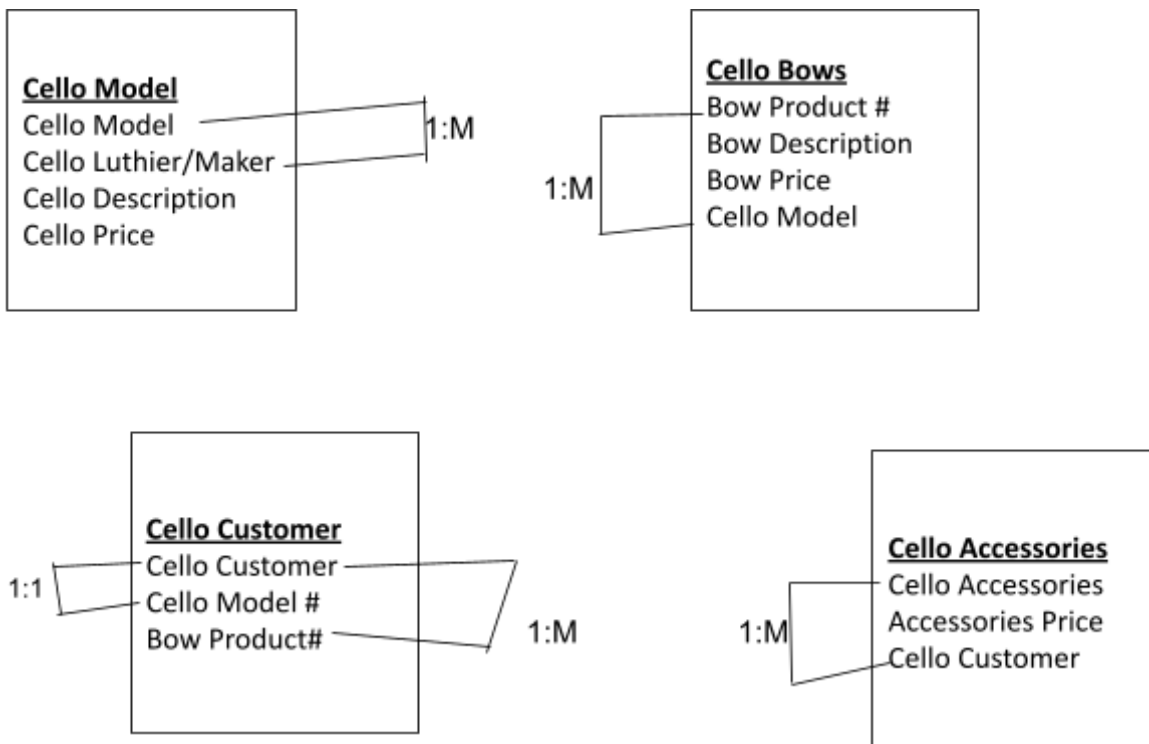 Cello Model
Cello Model
Cello Luthier/Maker
Cello Description
Cello Price
1:M
Cello Bows
Bow Product #
Bow Description
Bow Price
Cello Model
1:M
Cello Customer
Cello Customer
Cello Model #
Bow Product#
1:1
1:M
Cello Accessories
Cello Accessories
Accessories Price
Cello Customer
1:M